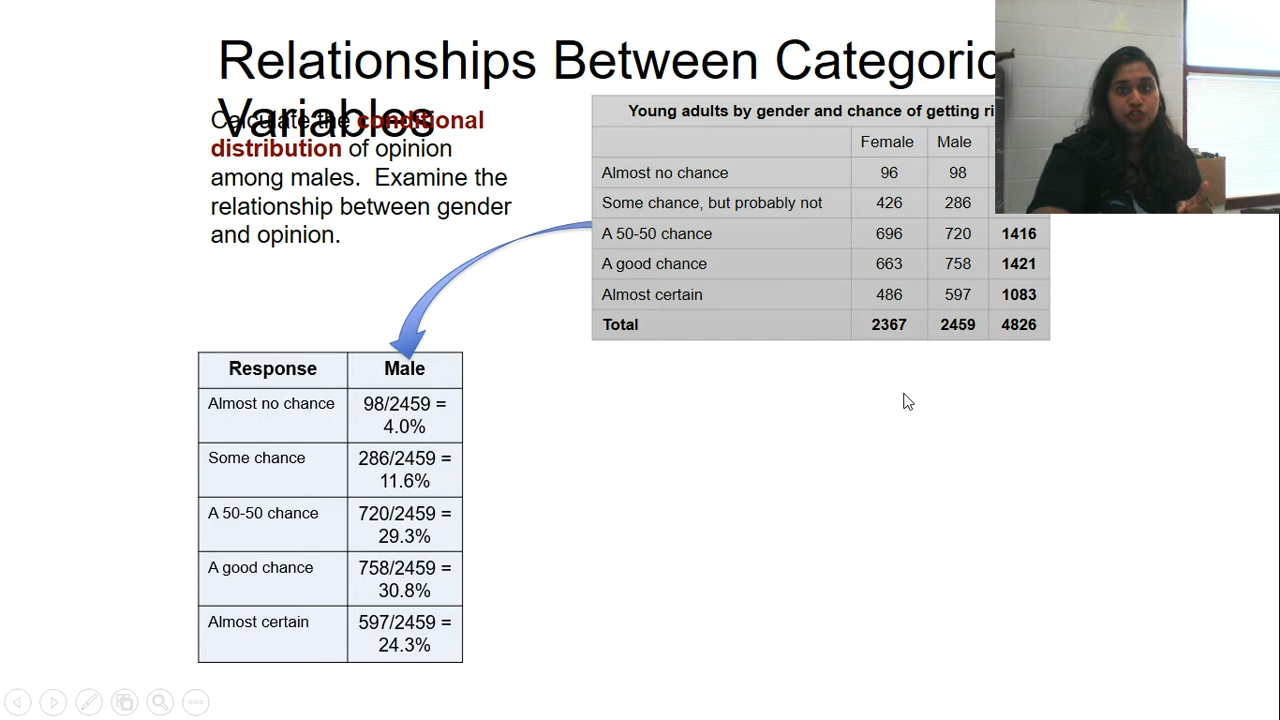 Relationships Between Categoric
Variables
Calculate the conditional
distribution of opinion
among males. Examine the
relationship between gender
and opinion.
Young adults by gender and chance of getting ri
Female Male
Almost no chance 96 98
Some chance, but probably not 426 286
A 50-50 chance 696 720 1416
A good chance 663 758 1421
Almost certain 486 597 1083
Total 2367 2459 4826
Response Male
Almost no chance 98/2459 =
4.0%
Some chance 286/2459 =
11.6%
A 50-50 chance 720/2459 =
29.3%
A good chance 758/2459 =
30.8%
Almost certain 597/2459 =
24.3%